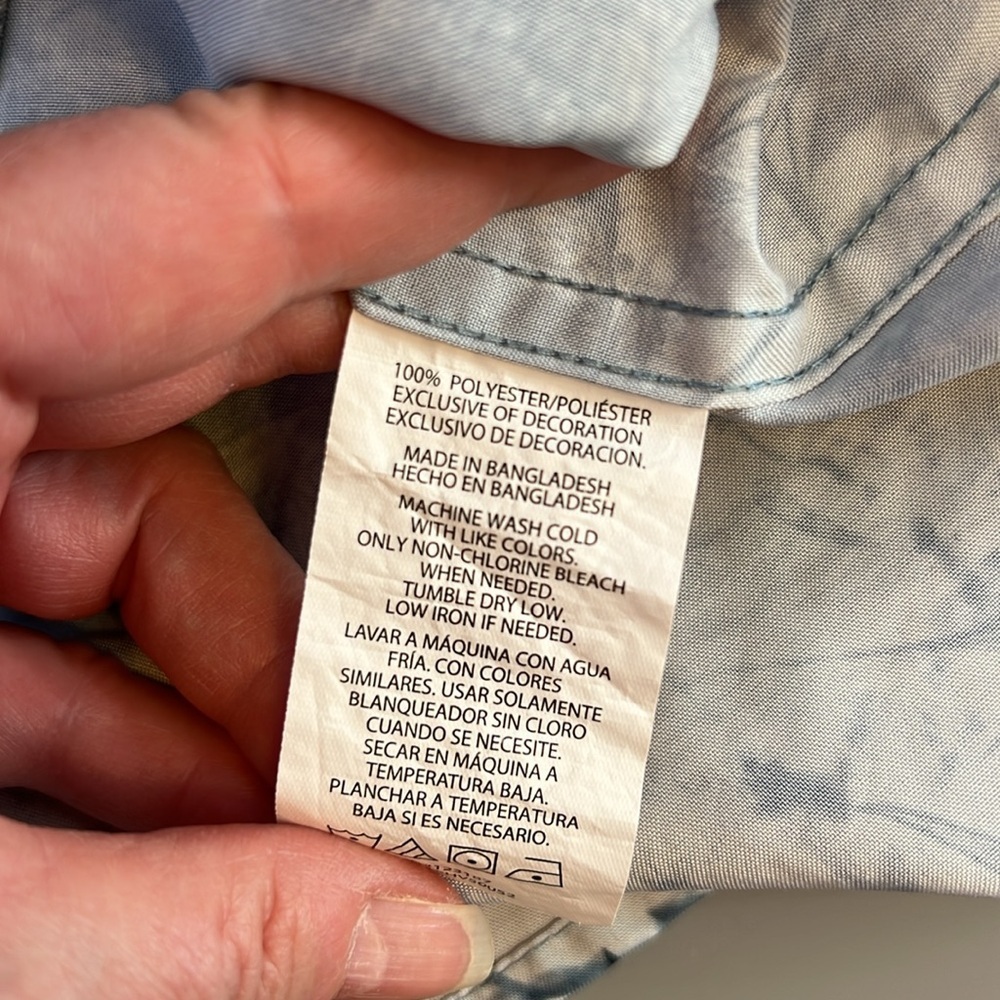 100% POLYESTER/POLIÉSTER
EXCLUSIVE OF DECORATION
EXCLUSIVO DE DECORACION.
MADE IN BANGLADESH
HECHO EN BANGLADESH
MACHINE WASH COLD
WITH LIKE COLORS.
ONLY NON-CHLORINE BLEACH
WHEN NEEDED.
TUMBLE DRY LOW.
LOW IRON IF NEEDED.
LAVAR A MÁQUINA CON AGUA
FRÍA. CON COLORES
SIMILARES. USAR SOLAMENTE
BLANQUEADOR SIN CLORO
CUANDO SE NECESITE.
SECAR EN MÁQUINA A
TEMPERATURA BAJA.
PLANCHAR A TEMPERATURA
BAJA SI ES NECESARIO.